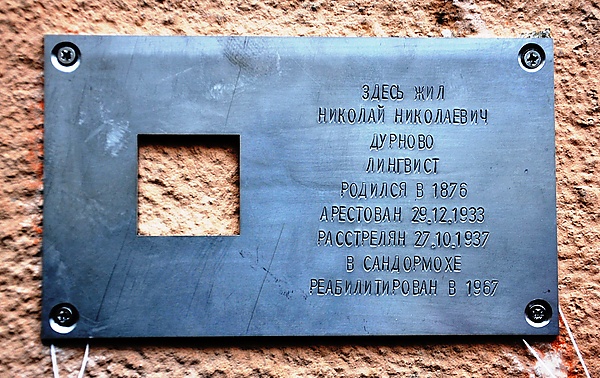 ЗДЕСЬ ЖИЛ
НИКОЛАЙ НИКОЛАЕВИЧ
ДУРНОВО
ЛИНГВИСТ
РОДИЛСЯ В 1876
АРЕСТОВАН 29.12.1933
РАССТРЕЛЯН 27.10.1937
В САНДОРМОХЕ
РЕАБИЛИТИРОВАН В 1967